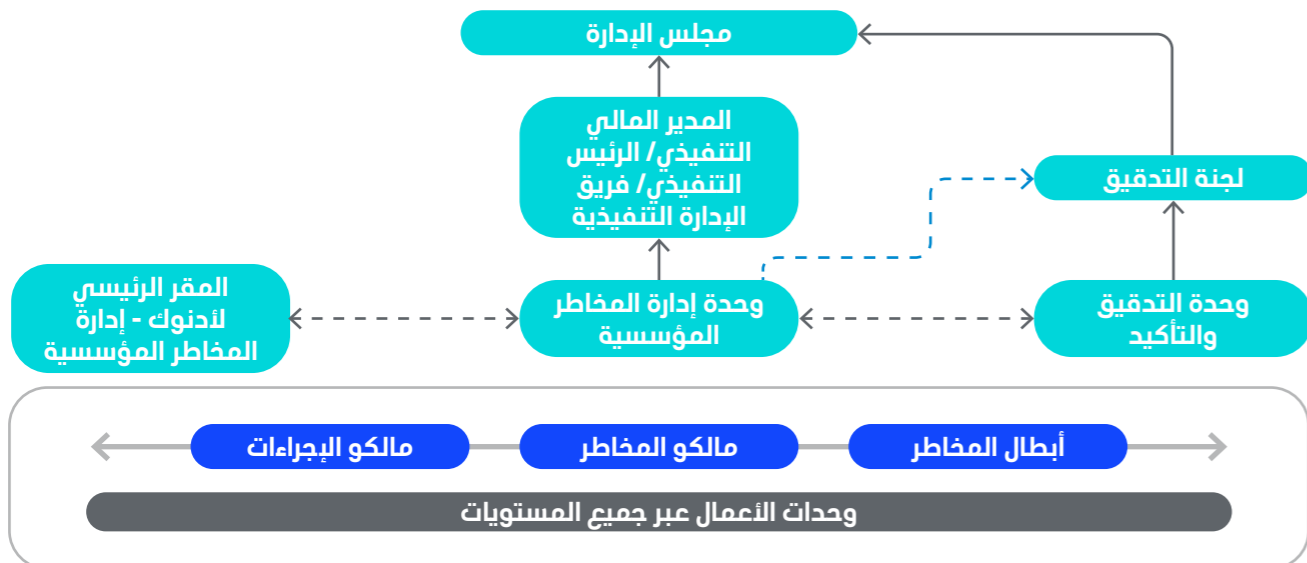 مجلس الإدارة
المدير المالي
التنفيذي/ الرئيس
التنفيذي/ فريق
الإدارة التنفيذية
لجنة التدقيق
وحدة التدقيق
والتأكيد
وحدة إدارة المخاطر
المؤسسية
المقر الرئيسي
لأدنوك - إدارة
المخاطر المؤسسية
أبطال المخاطر
مالكو المخاطر
مالكو الإجراءات
وحدات الأعمال عبر جميع المستويات